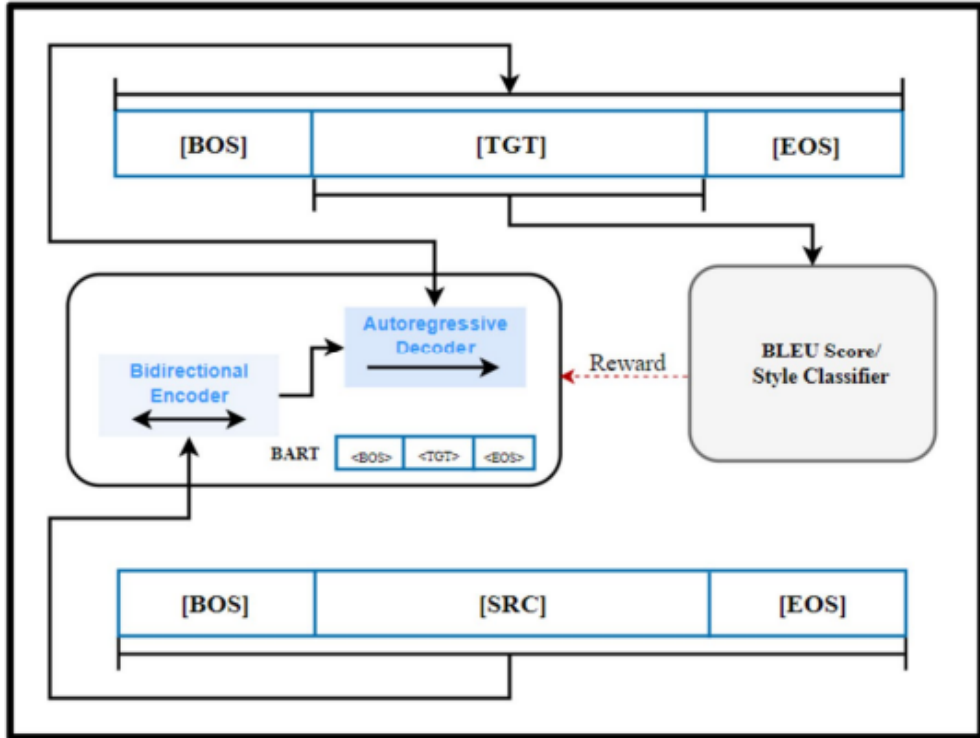 [BOS] [TGT] [EOS]
Autoregressive
Decoder
Bidirectional
Encoder
BART <BOS> <TGT> <EOS>
Reward
BLEU Score/
Style Classifier
[BOS] [SRC] [EOS]